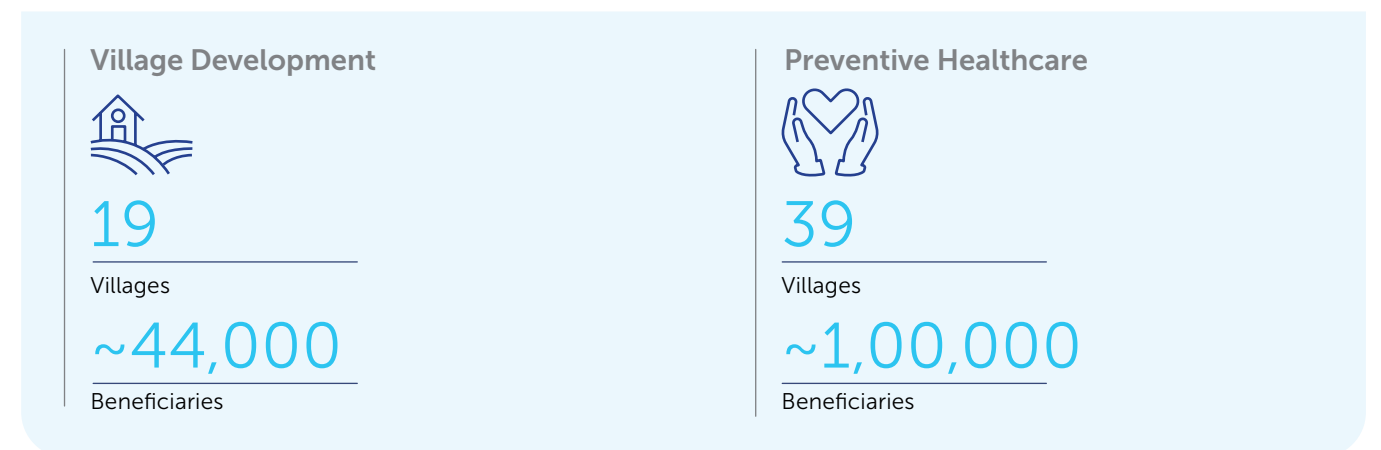 Village Development
19
Villages
~44,000
Beneficiaries
Preventive Healthcare
39
Villages
~1,00,000
Beneficiaries